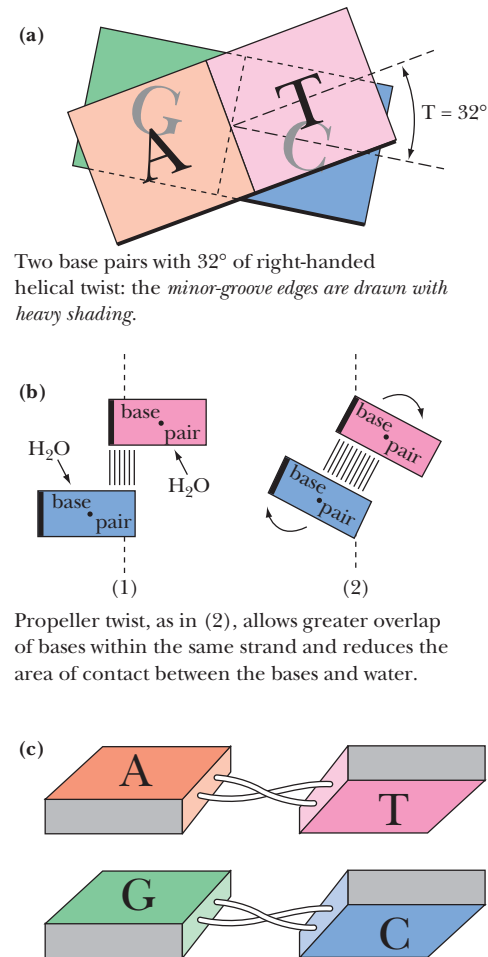 (a)
G
T
A
C
T = 32°
Two base pairs with 32° of right-handed
helical twist: the minor-groove edges are drawn with
heavy shading.
(b)
base
pair
H₂O
H₂O
base
pair
(1)
base
pair
base
pair
(2)
Propeller twist, as in (2), allows greater overlap
of bases within the same strand and reduces the
area of contact between the bases and water.
(c)
A
T
G
C